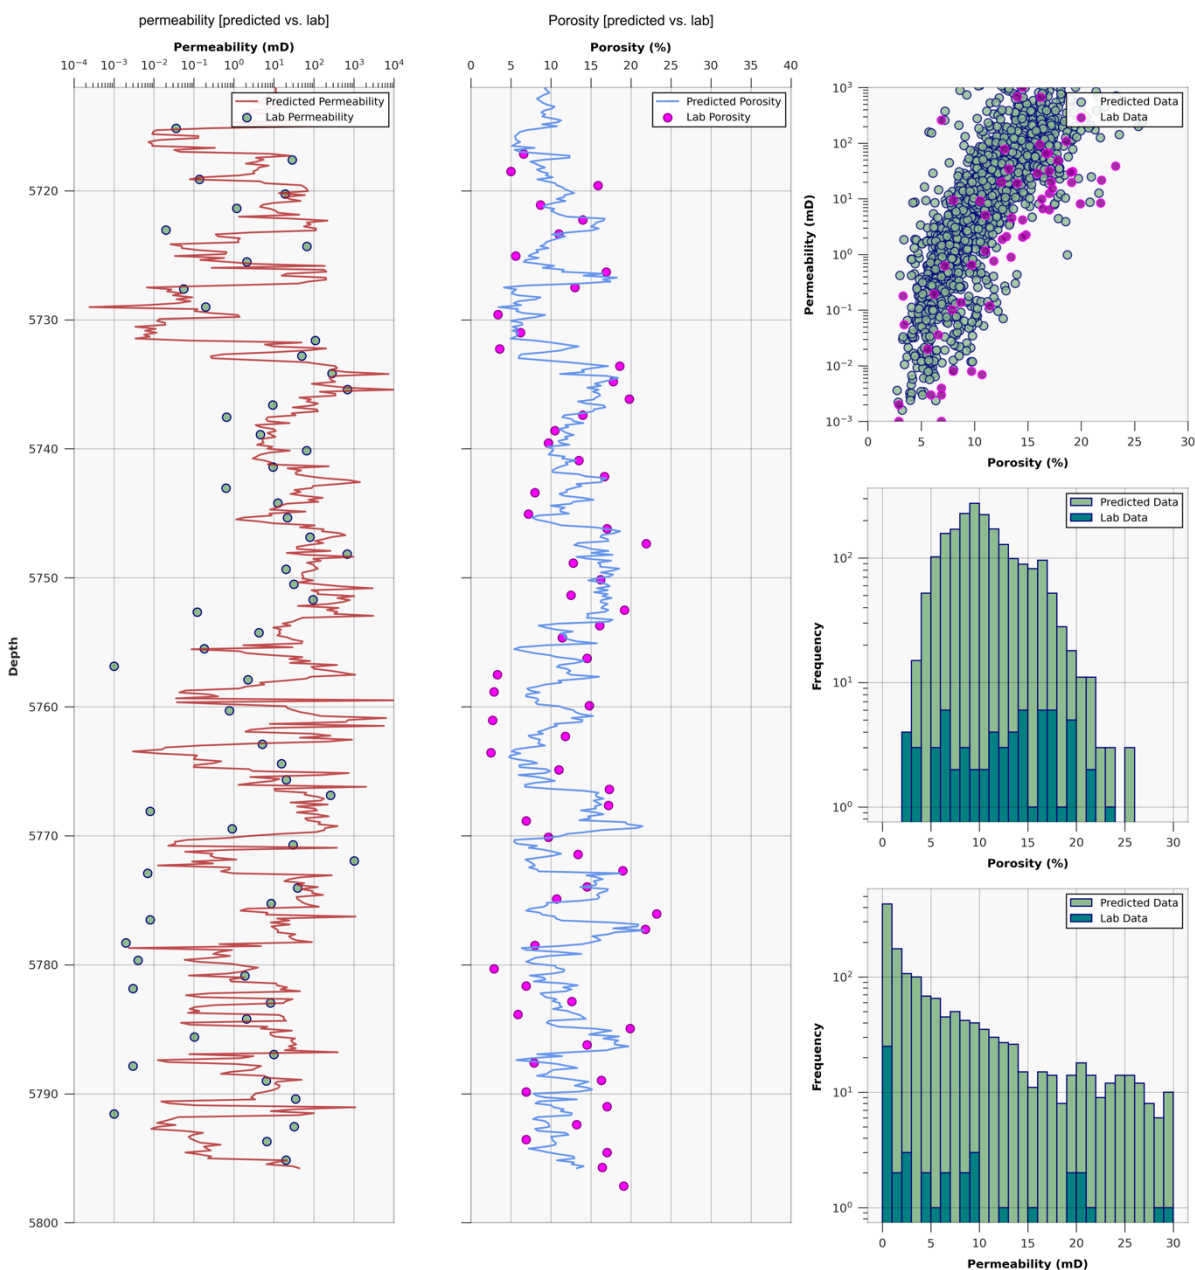 permeability [predicted vs. lab]
Permeability (mD)
10⁻⁴ 10⁻³ 10⁻² 10⁻¹ 10⁰ 10¹ 10² 10³ 10⁴
Predicted Permeability
Lab Permeability
Depth
5720
5730
5740
5750
5760
5770
5780
5790
5800
Porosity [predicted vs. lab]
Porosity (%)
0 5 10 15 20 25 30 35 40
Predicted Porosity
Lab Porosity
Predicted Data
Lab Data
Permeability (mD)
10³
10²
10¹
10⁰
10⁻¹
10⁻²
10⁻³
0 5 10 15 20 25 30
Porosity (%)
Predicted Data
Lab Data
Frequency
10²
10¹
10⁰
0 5 10 15 20 25 30
Porosity (%)
Predicted Data
Lab Data
Frequency
10²
10¹
10⁰
0 5 10 15 20 25 30
Permeability (mD)